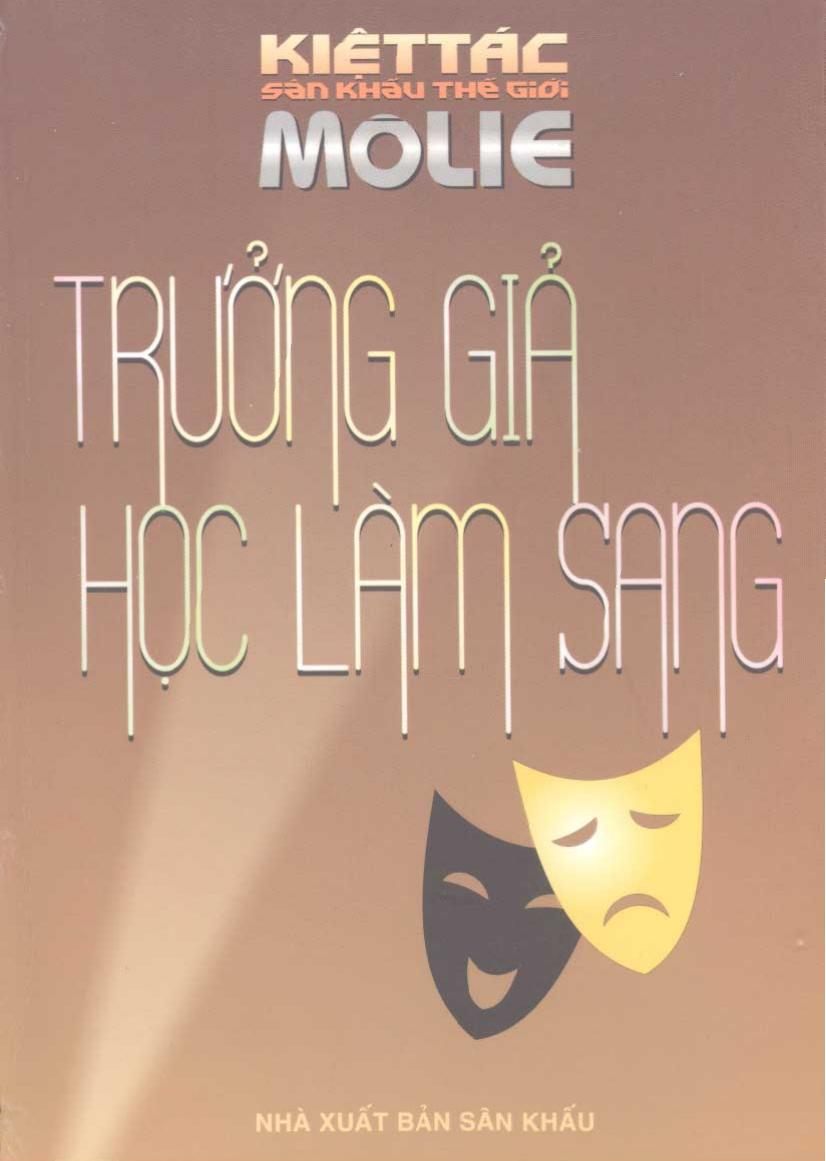 KIỆT TÁC
SÂN KHẤU THẾ GIỚI
MÔLIE
TRƯỞNG GIẢ
HỌC LÀM SANG
NHÀ XUẤT BẢN SÂN KHẤU